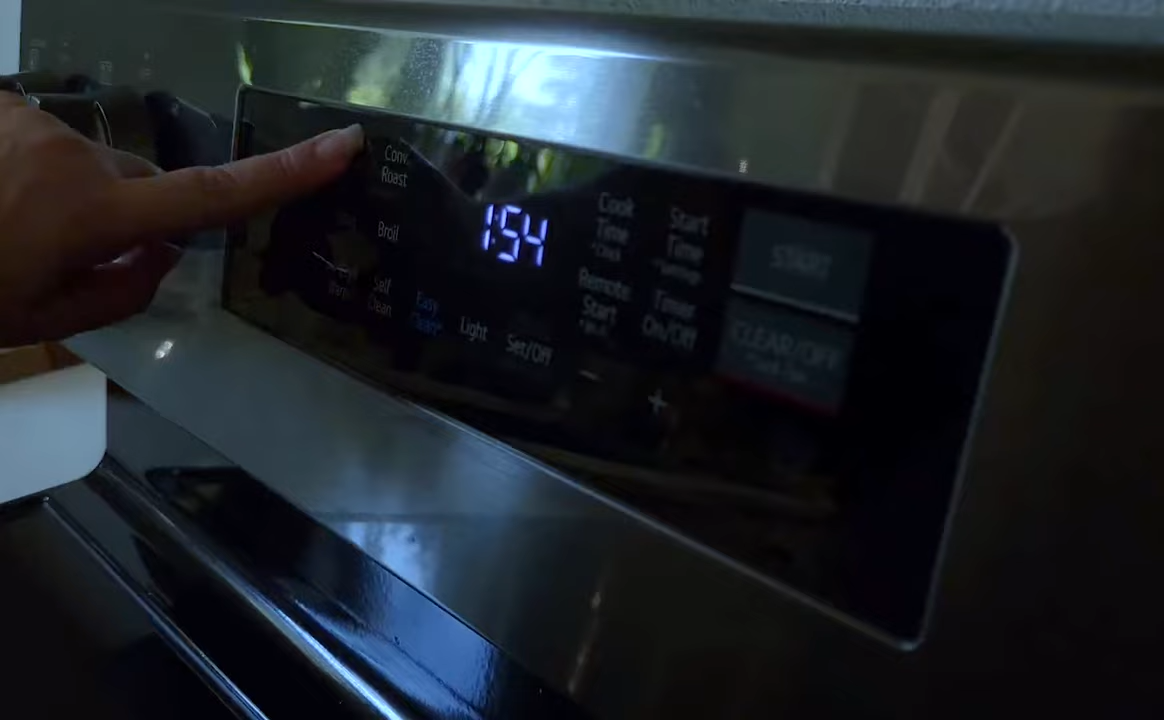 Conv.
Roast
Broil
Self
Clean
Easy
Clean
Light
Set/Off
1:54
Cook
Time
Start
Time
Remote
Start
Timer
On/Off
-
+
START
CLEAR/OFF